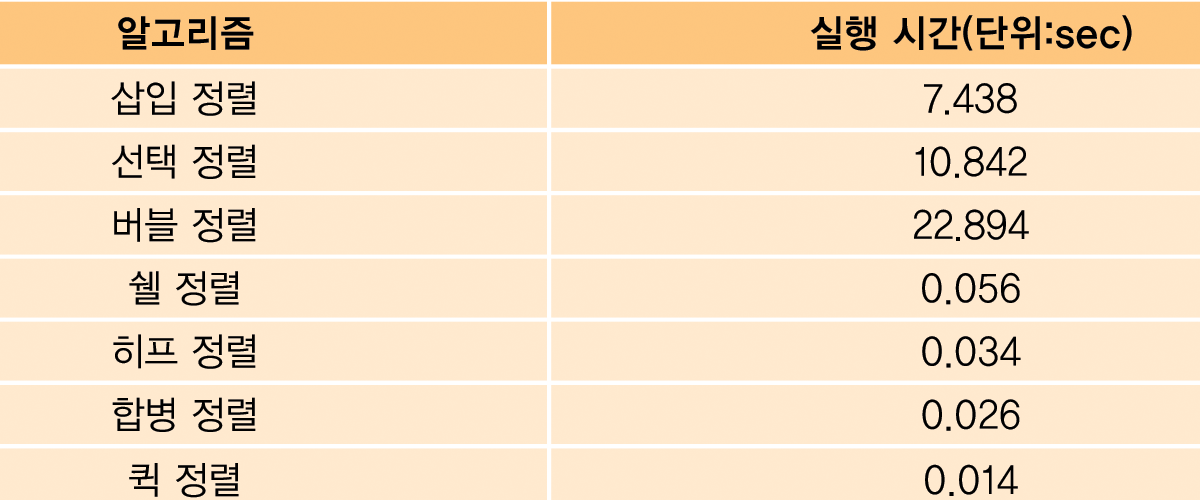 알고리즘 실행 시간(단위:sec)
삽입 정렬 7.438
선택 정렬 10.842
버블 정렬 22.894
쉘 정렬 0.056
히프 정렬 0.034
합병 정렬 0.026
퀵 정렬 0.014